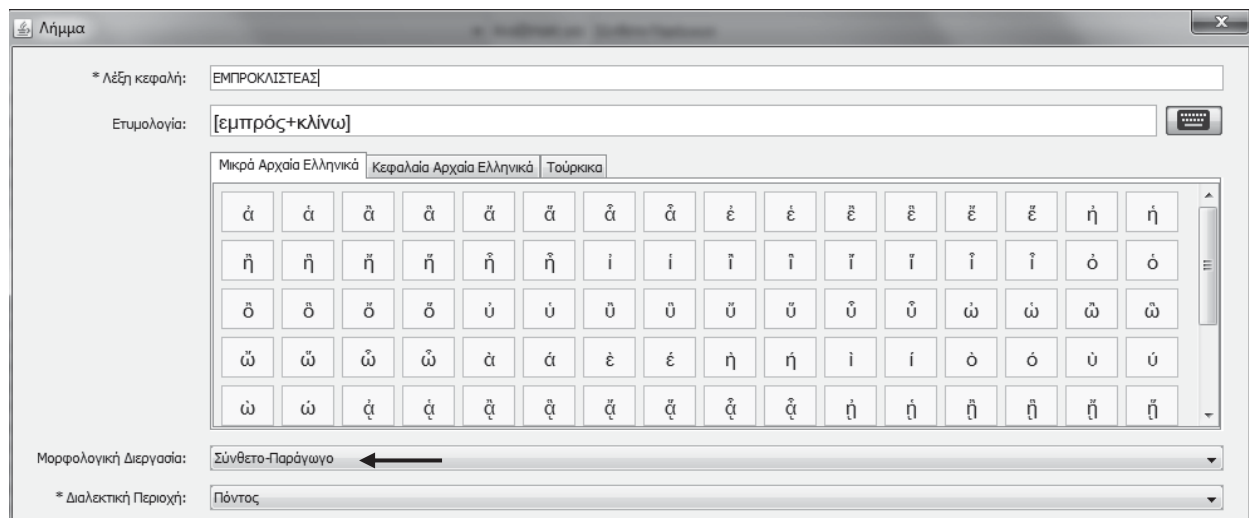 Λήμμα
* Λέξη κεφαλή: ΕΜΠΡΟΚΛΙΣΤΕΑΣ
Ετυμολογία: [εμπρός+κλίνω]
Μικρά Αρχαία Ελληνικά Κεφαλαία Αρχαία Ελληνικά Τούρκικα
ἀ ἁ ἂ ἃ ἄ ἅ ἆ ἇ ἐ ἑ ἒ ἓ ἔ ἕ ἠ ἡ
ἢ ἣ ἤ ἥ ἦ ἧ ἰ ἱ ἲ ἳ ἴ ἵ ἶ ἷ ὀ ὁ
ὂ ὃ ὄ ὅ ὐ ὑ ὒ ὓ ὔ ὕ ὖ ὗ ὠ ὡ ὢ ὣ
ὤ ὥ ὦ ὧ ὰ ά ὲ έ ὴ ή ὶ ί ὸ ό ὺ ύ
ὼ ώ ᾀ ᾁ ᾂ ᾃ ᾄ ᾅ ᾆ ᾇ ᾐ ᾑ ᾒ ᾓ ᾔ ᾕ
Μορφολογική Διεργασία: Σύνθετο-Παράγωγο
* Διαλεκτική Περιοχή: Πόντος